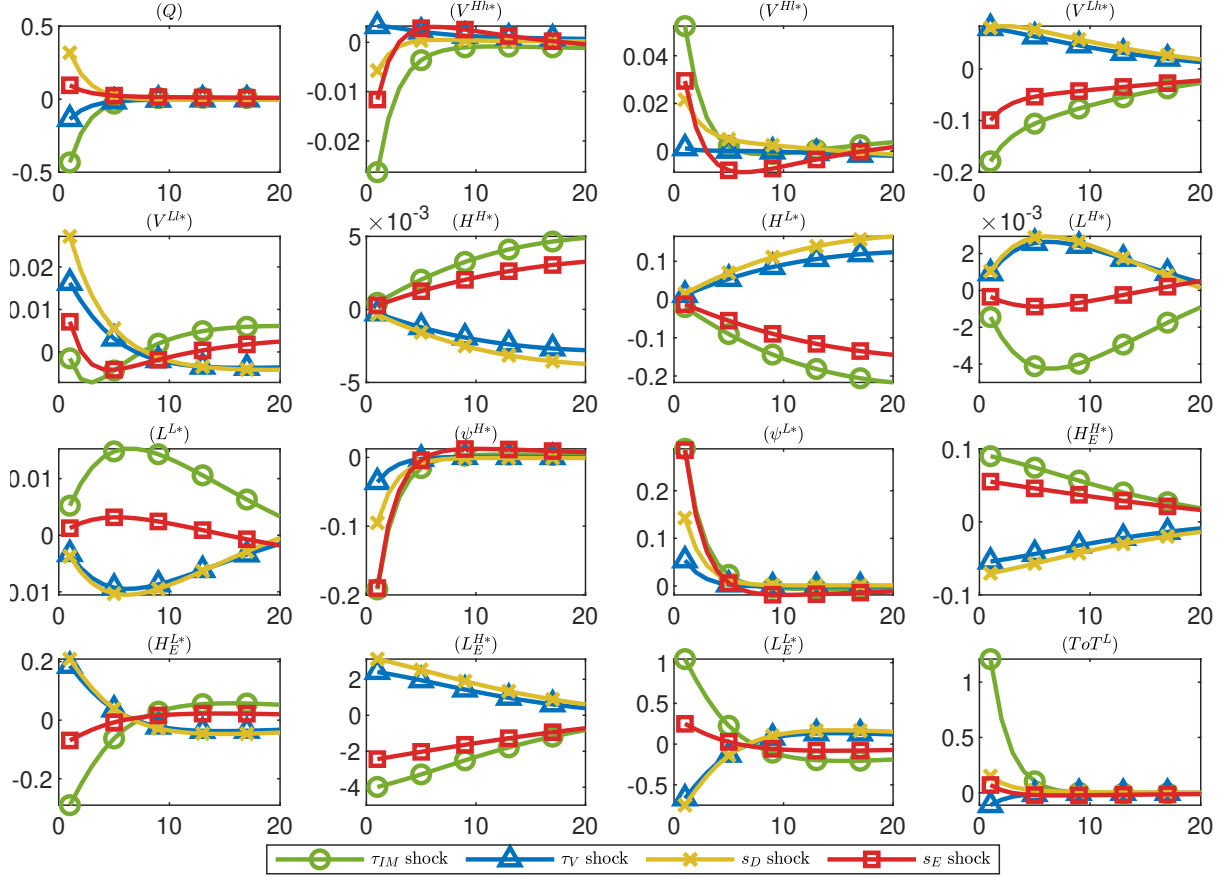 (Q) (V^{Hh*}) (V^{Hl*}) (V^{Lh*})
0.5 0 -0.5 0 10 20
0 -0.01 -0.02 0 10 20
0.04 0.02 0 0 10 20
0 -0.1 -0.2 0 10 20
(V^{Ll*}) (H^{H*}) (H^{L*}) (L^{H*})
0.02 0.01 0 0 10 20
×10^{-3} 5 0 -5 0 10 20
0.1 0 -0.1 -0.2 0 10 20
×10^{-3} 2 0 -2 -4 0 10 20
(L^{L*}) (ψ^{H*}) (ψ^{L*}) (H_E^{H*})
0.01 0 0.01 0 10 20
0 -0.1 -0.2 0 10 20
0.2 0.1 0 0 10 20
0.1 0 -0.1 0 10 20
(H_E^{L*}) (L_E^{H*}) (L_E^{L*}) (ToT^L)
0.2 0 -0.2 0 10 20
2 0 -2 -4 0 10 20
1 0.5 0 -0.5 0 10 20
1 0.5 0 0 10 20
τ_{IM} shock τ_V shock s_D shock s_E shock